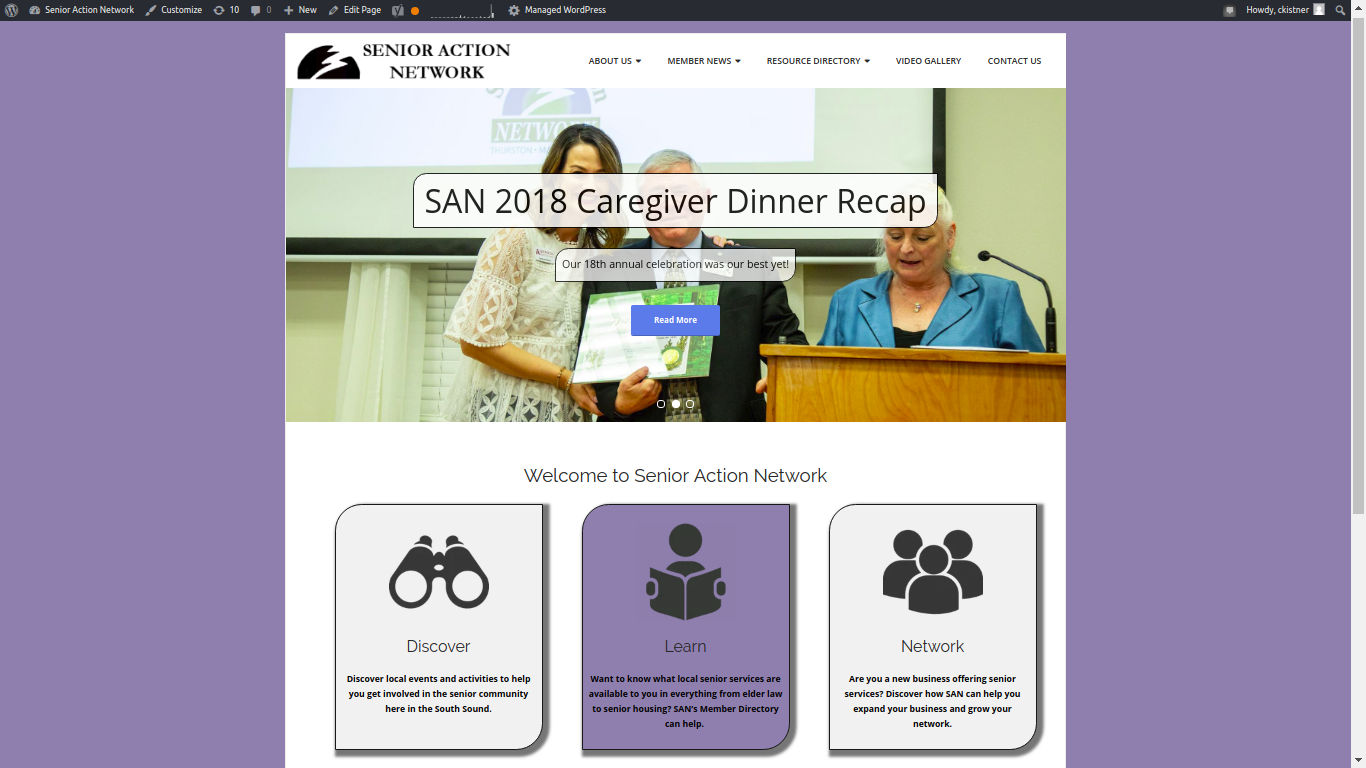 Senior Action Network Customize 10 0 New Edit Page Managed WordPress Howdy, ckistner
SENIOR ACTION
NETWORK
ABOUT US MEMBER NEWS RESOURCE DIRECTORY VIDEO GALLERY CONTACT US
NETWORK
THURSTON
SAN 2018 Caregiver Dinner Recap
Our 18th annual celebration was our best yet!
Read More
Welcome to Senior Action Network
Discover
Discover local events and activities to help
you get involved in the senior community
here in the South Sound.
Learn
Want to know what local senior services are
available to you in everything from elder law
to senior housing? SAN's Member Directory
can help.
Network
Are you a new business offering senior
services? Discover how SAN can help you
expand your business and grow your
network.